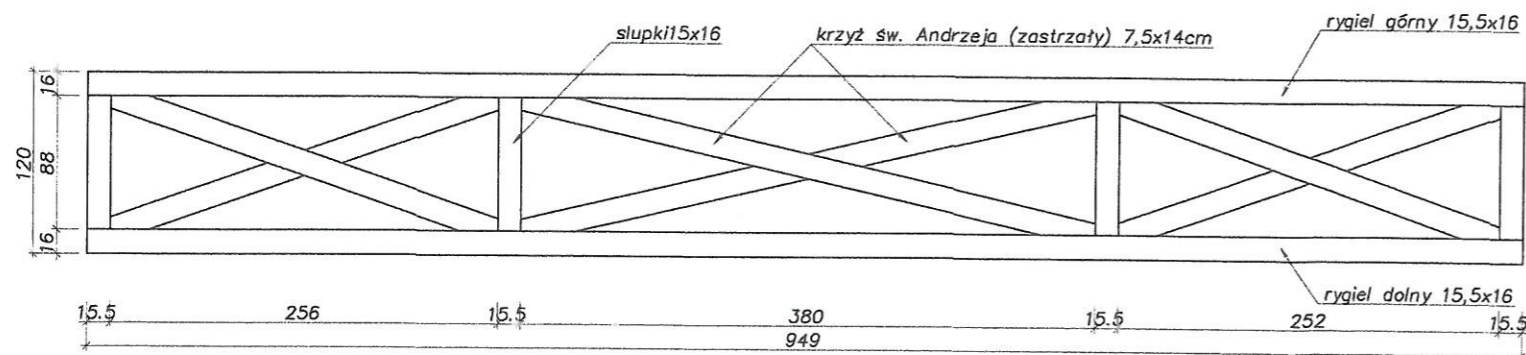 rygiel górny 15,5x16
slupki15x16
krzyż św. Andrzeja (zastrzały) 7,5x14cm
16
88
120
16
rygiel dolny 15,5x16
15.5 256 15.5 380 15.5 252 15.5
949